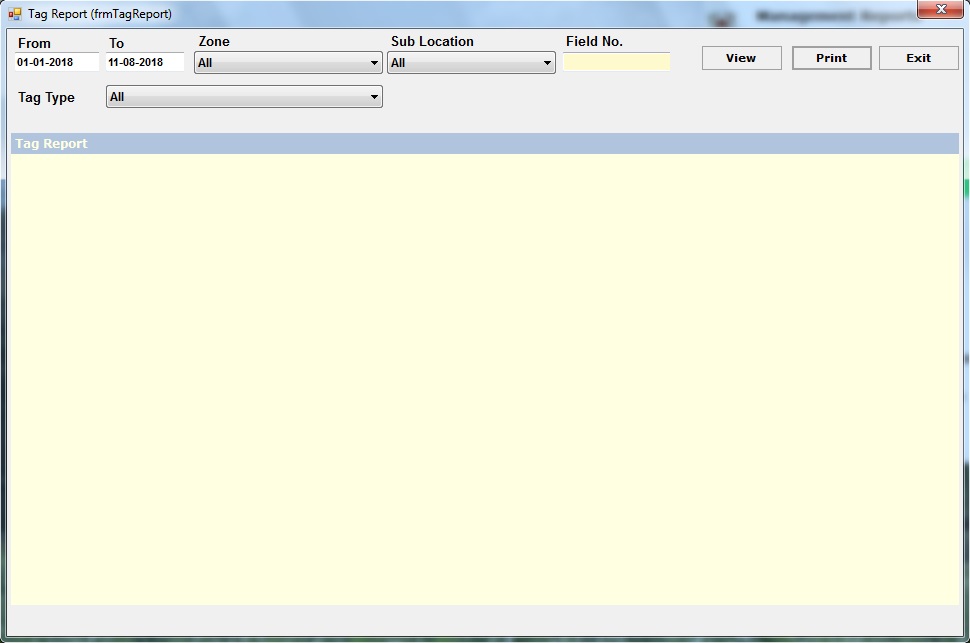 Tag Report (frmTagReport)
Management Reports
From To Zone Sub Location Field No.
01-01-2018 11-08-2018 All All View Print Exit
Tag Type All
Tag Report